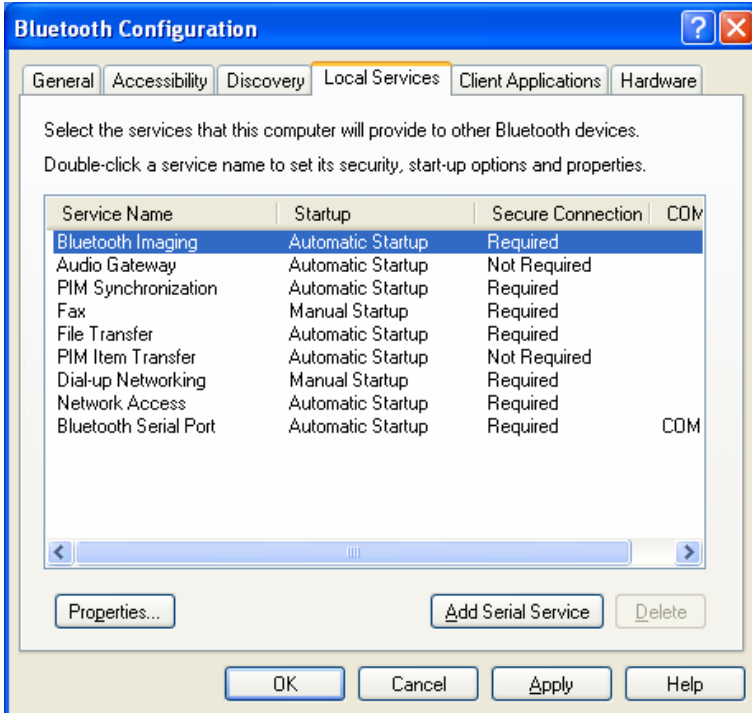 Bluetooth Configuration
General Accessibility Discovery Local Services Client Applications Hardware
Select the services that this computer will provide to other Bluetooth devices.
Double-click a service name to set its security, start-up options and properties.
Service Name Startup Secure Connection COM
Bluetooth Imaging Automatic Startup Required
Audio Gateway Automatic Startup Not Required
PIM Synchronization Automatic Startup Required
Fax Manual Startup Required
File Transfer Automatic Startup Required
PIM Item Transfer Automatic Startup Not Required
Dial-up Networking Manual Startup Required
Network Access Automatic Startup Required
Bluetooth Serial Port Automatic Startup Required COM
Properties... Add Serial Service Delete
OK Cancel Apply Help